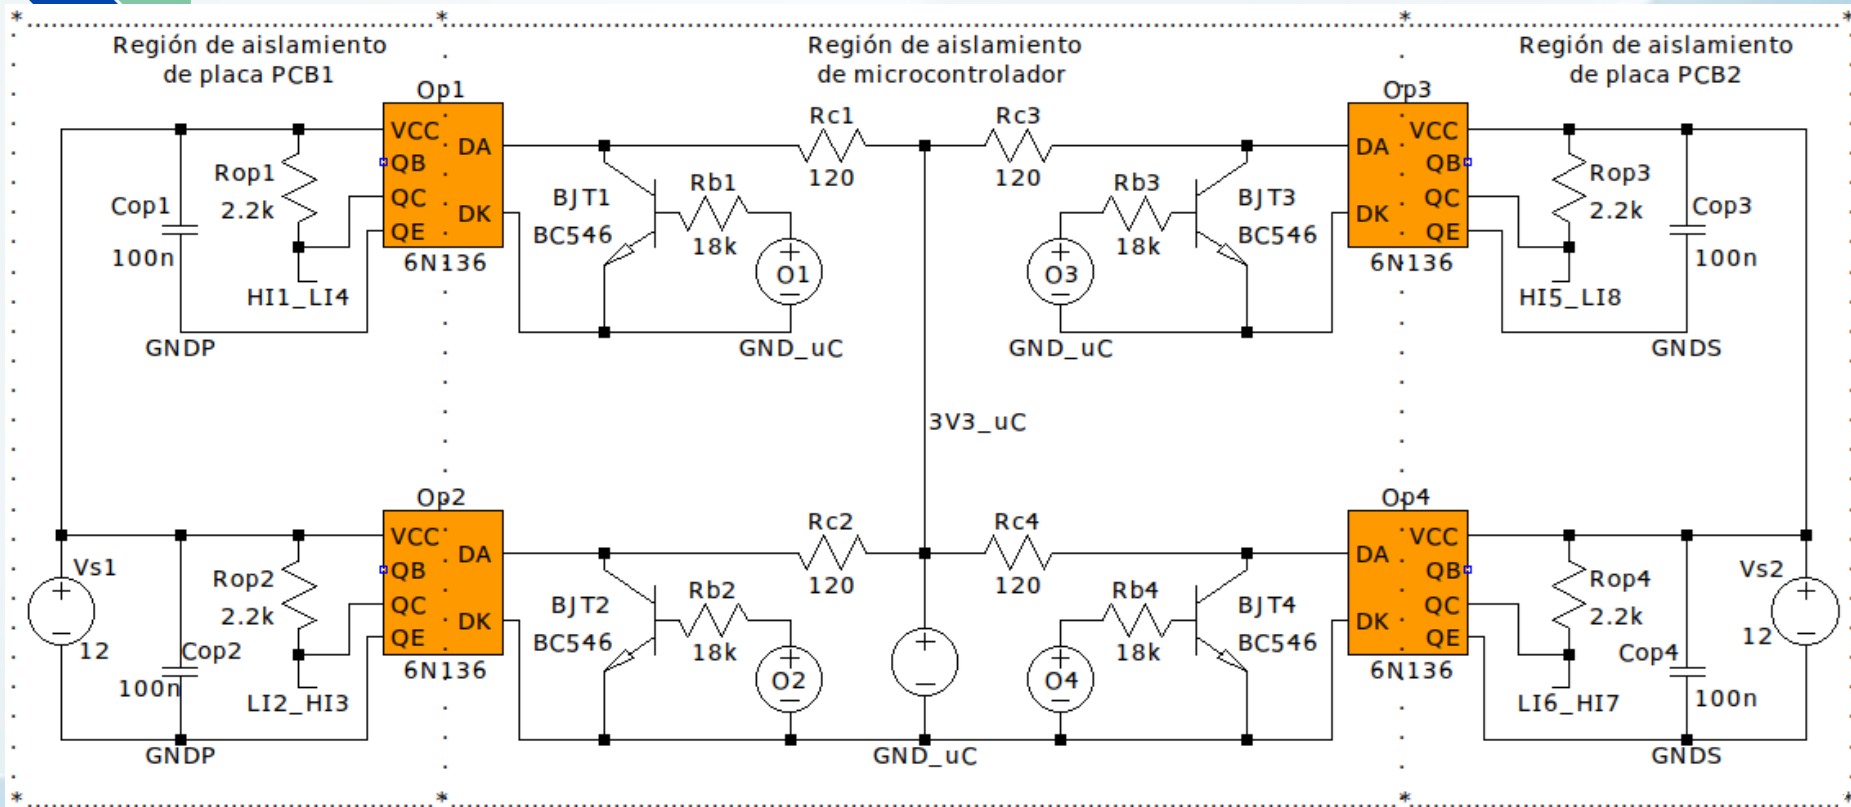 Región de aislamiento
de placa PCB1
Región de aislamiento
de microcontrolador
Región de aislamiento
de placa PCB2
Op1
VCC
QB
QC
QE
DA
DK
6N136
Rop1
2.2k
Cop1
100n
HI1_LI4
GNDP
Rc1
120
Rb1
18k
BJT1
BC546
O1
GND_uC
Rc3
120
Rb3
18k
BJT3
BC546
O3
GND_uC
Op3
VCC
QB
QC
QE
DA
DK
6N136
Rop3
2.2k
Cop3
100n
HI5_LI8
GNDS
3V3_uC
Vs1
12
Op2
VCC
QB
QC
QE
DA
DK
6N136
Rop2
2.2k
Cop2
100n
LI2_HI3
GNDP
Rc2
120
Rb2
18k
BJT2
BC546
O2
GND_uC
Rc4
120
Rb4
18k
BJT4
BC546
O4
Op4
VCC
QB
QC
QE
DA
DK
6N136
Rop4
2.2k
Cop4
100n
LI6_HI7
GNDS
Vs2
12